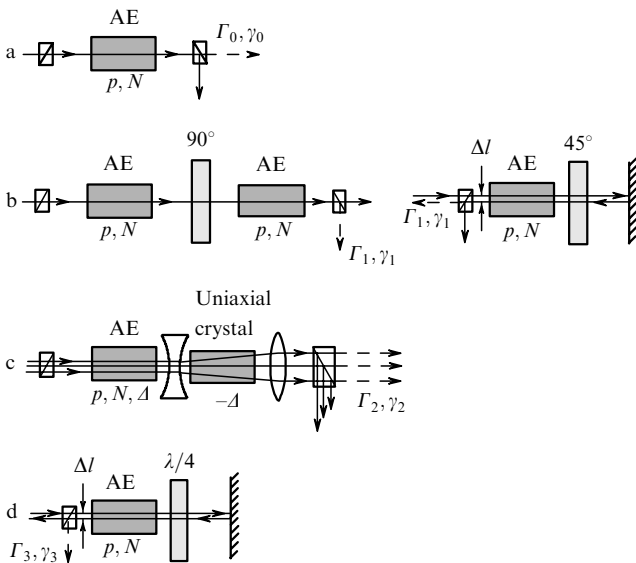 a
AE
p, N
Γ0, γ0
b
90°
AE
p, N
AE
p, N
Γ1, γ1
45°
Δl
AE
p, N
Γ1, γ1
c
AE
p, N, Δ
Uniaxial
crystal
−Δ
Γ2, γ2
d
Δl
AE
p, N
λ/4
Γ3, γ3